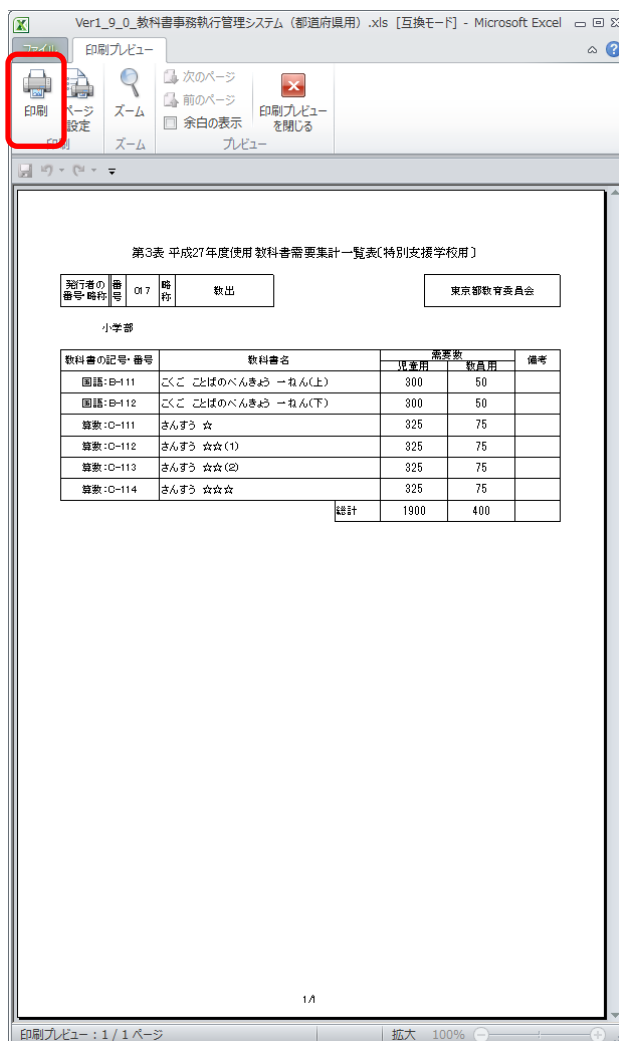 Ver1_9_0_教科書事務執行管理システム（都道府県用）.xls [互換モード] - Microsoft Excel
ファイル 印刷プレビュー
印刷 ページ設定 ズーム 次のページ 前のページ 余白の表示 印刷プレビューを閉じる
印刷 ズーム プレビュー
第3表 平成27年度使用教科書需要集計一覧表〔特別支援学校用〕
発行者の番号・略称 番号 017 略称 教出 東京都教育委員会
小学部
教科書の記号・番号 教科書名 需要数 備考
児童用 教員用
国語：B-111 こくご ことばのべんきょう 一ねん(上) 300 50
国語：B-112 こくご ことばのべんきょう 一ねん(下) 300 50
算数：C-111 さんすう ☆ 325 75
算数：C-112 さんすう ☆☆(1) 325 75
算数：C-113 さんすう ☆☆(2) 325 75
算数：C-114 さんすう ☆☆☆ 325 75
総計 1900 400
1/1
印刷プレビュー：1 / 1 ページ 拡大 100%